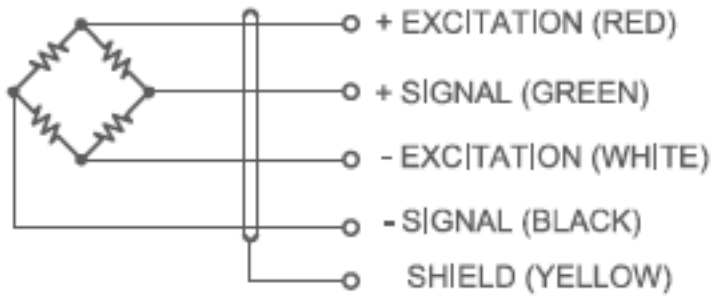 + EXCITATION (RED)
+ SIGNAL (GREEN)
- EXCITATION (WHITE)
- SIGNAL (BLACK)
SHIELD (YELLOW)